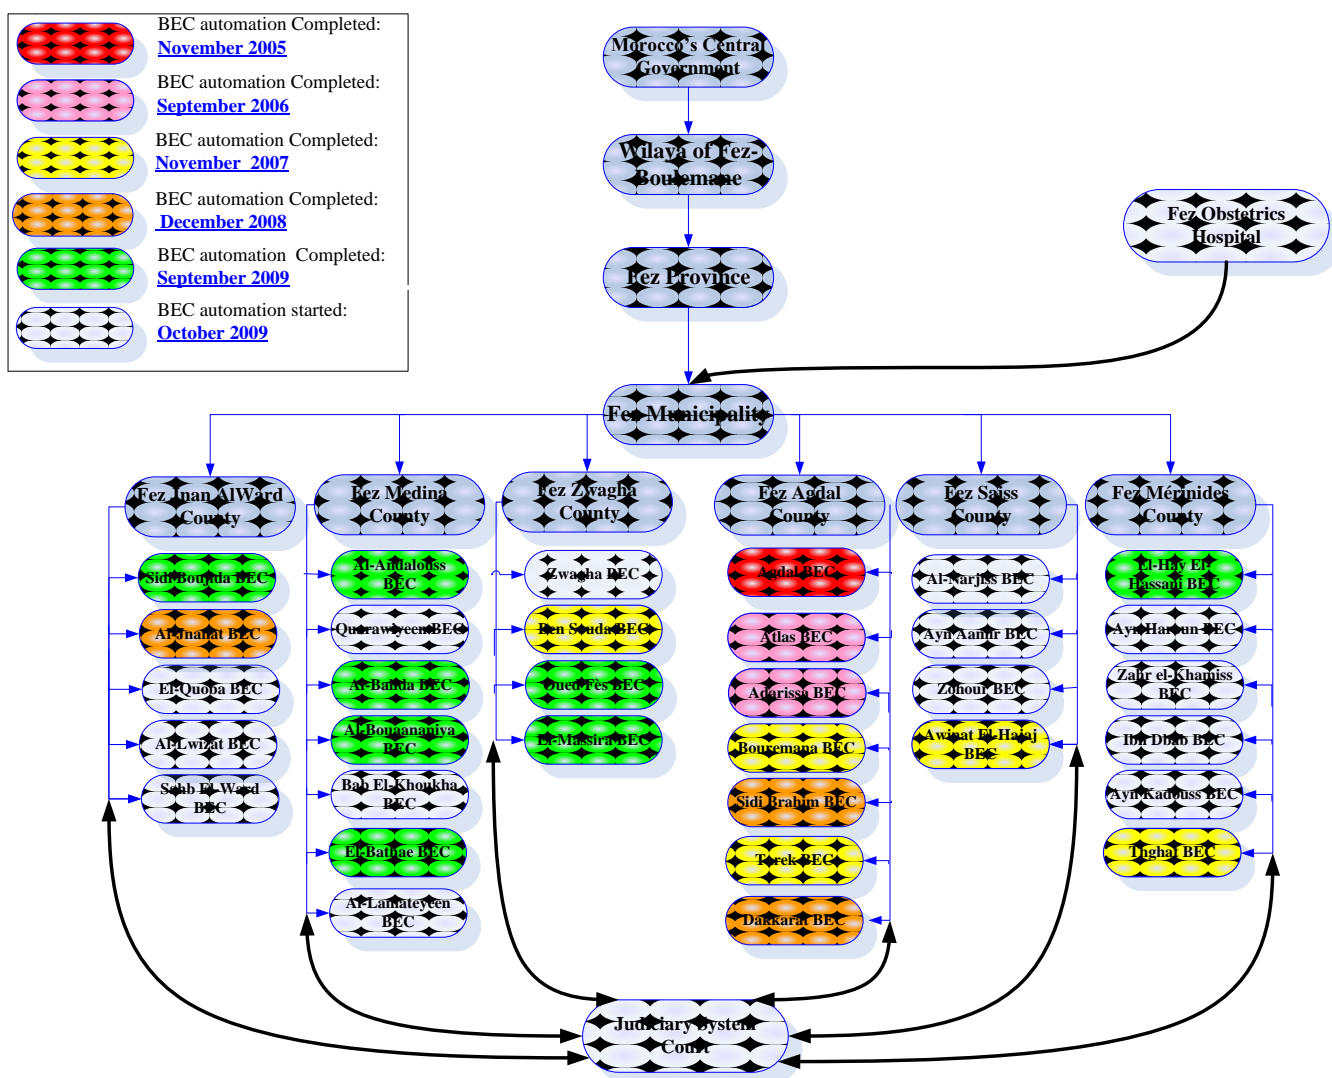 BEC automation Completed:
November 2005
BEC automation Completed:
September 2006
BEC automation Completed:
November 2007
BEC automation Completed:
December 2008
BEC automation Completed:
September 2009
BEC automation started:
October 2009
Morocco's Central
Government
Wilaya of Fez-
Boulemane
Fez Province
Fez Obstetrics
Hospital
Fez Municipality
Fez Jnan AlWard
County
Sidi Boujida BEC
Al-Jnanat BEC
El-Quoba BEC
Al-Lwizat BEC
Sahb El-Ward
BEC
Fez Medina
County
Al-Andalouss
BEC
Quarawiyeen BEC
Al-Balida BEC
Al-Bouaananiya
BEC
Bab El-Khoukha
BEC
El-Bathae BEC
Al-Lamateyeen
BEC
Fez Zwagha
County
Zwagha BEC
Ben Souda BEC
Oued Fès BEC
El-Massira BEC
Fez Agdal
County
Agdal BEC
Atlas BEC
Adarissa BEC
Bouremana BEC
Sidi Brahim BEC
Tarek BEC
Dakkarat BEC
Fez Saiss
County
Al-Narjiss BEC
Ayn Aamir BEC
Zohour BEC
Awinat El-Hajaj
BEC
Fez Mérinides
County
El-Hay El-
Hassani BEC
Ayn Haroun BEC
Zahr el-Khamiss
BEC
Ibn Dbab BEC
Ayn Kadouss BEC
Tnghat BEC
Judiciary System
Court